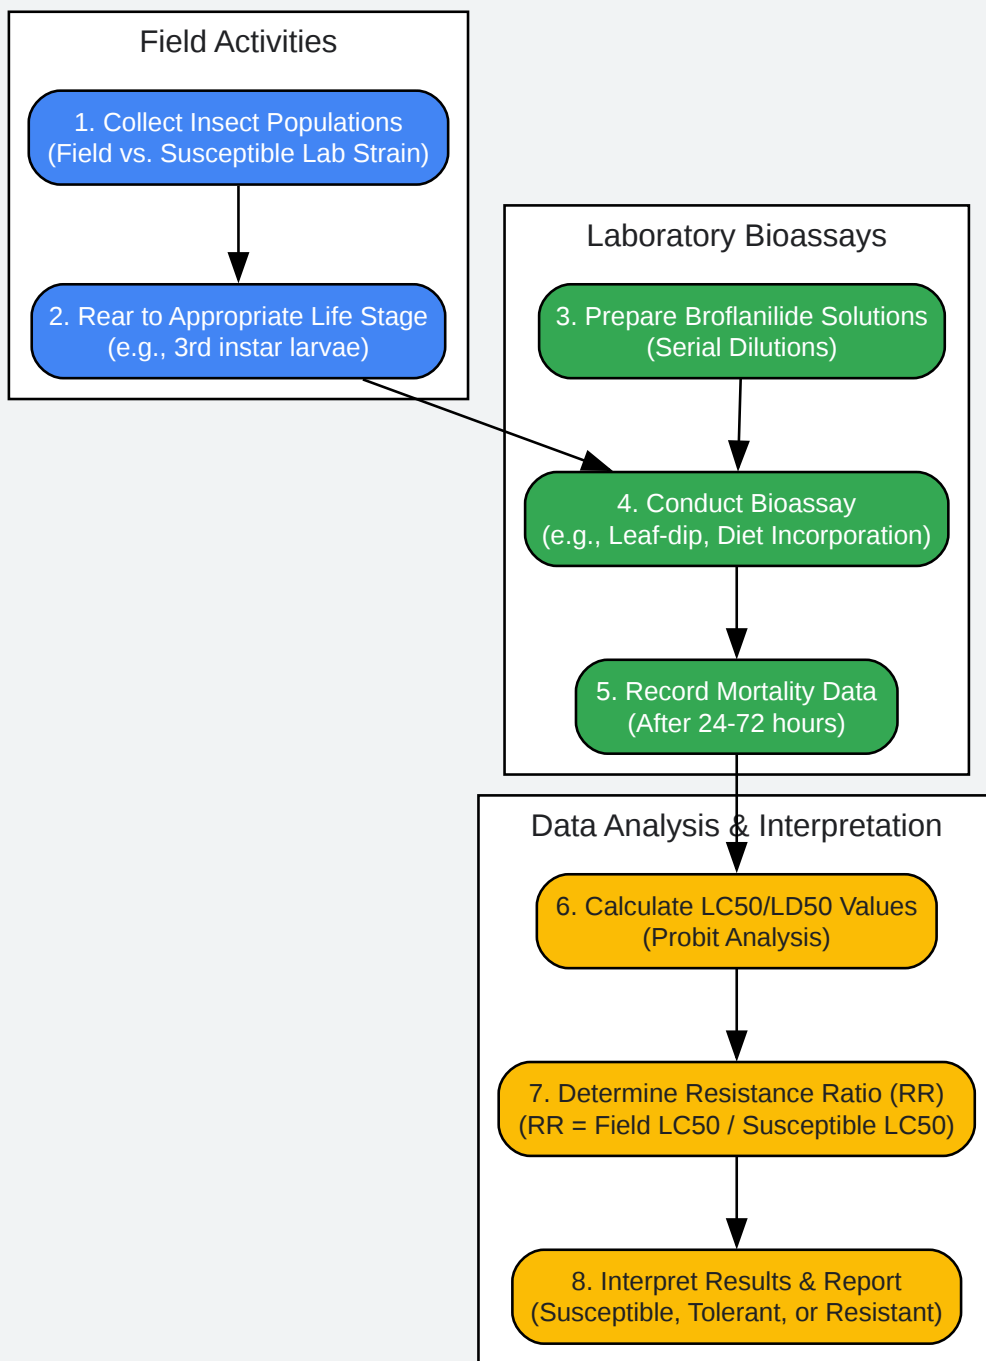 Field Activities
1. Collect Insect Populations
(Field vs. Susceptible Lab Strain)
2. Rear to Appropriate Life Stage
(e.g., 3rd instar larvae)
Laboratory Bioassays
3. Prepare Broflanilide Solutions
(Serial Dilutions)
4. Conduct Bioassay
(e.g., Leaf-dip, Diet Incorporation)
5. Record Mortality Data
(After 24-72 hours)
Data Analysis & Interpretation
6. Calculate LC50/LD50 Values
(Probit Analysis)
7. Determine Resistance Ratio (RR)
(RR = Field LC50 / Susceptible LC50)
8. Interpret Results & Report
(Susceptible, Tolerant, or Resistant)